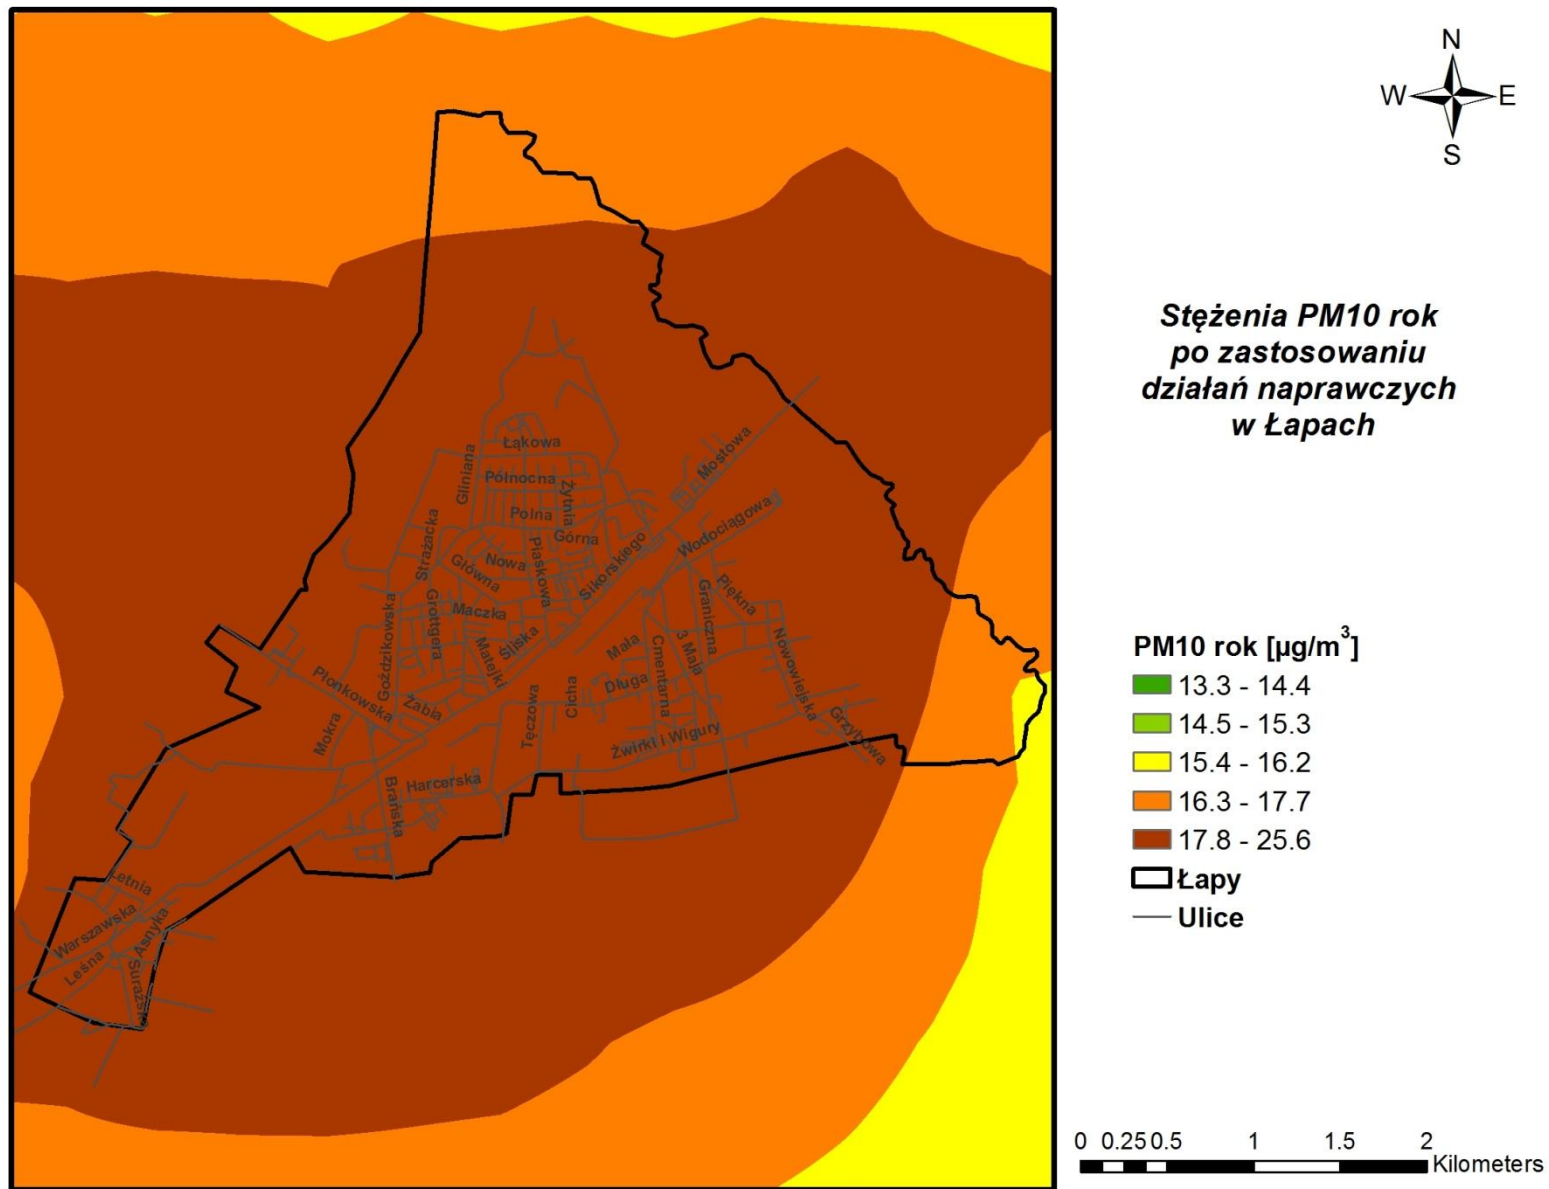 N
W E
S
Stężenia PM10 rok
po zastosowaniu
działań naprawczych
w Łapach
PM10 rok [µg/m³]
13.3 - 14.4
14.5 - 15.3
15.4 - 16.2
16.3 - 17.7
17.8 - 25.6
Łapy
Ulice
0 0.25 0.5 1 1.5 2
Kilometers
Łąkowa
Gliniana
Północna
Żytnia
Polna
Górna
Mostowa
Wodociągowa
Strażacka
Główna
Nowa
Piaskowa
Sikorskiego
Goździkowska
Grottgera
Maczka
Matejki
Śliska
Graniczna
Piękna
3 Maja
Mała
Cmentarna
Nowowiejska
Płonkowska
Żabia
Mokra
Tęczowa
Cicha
Długa
Grzybowa
Żwirki i Wigury
Brańska
Harcerska
Letnia
Warszawska
Asnyka
Leśna